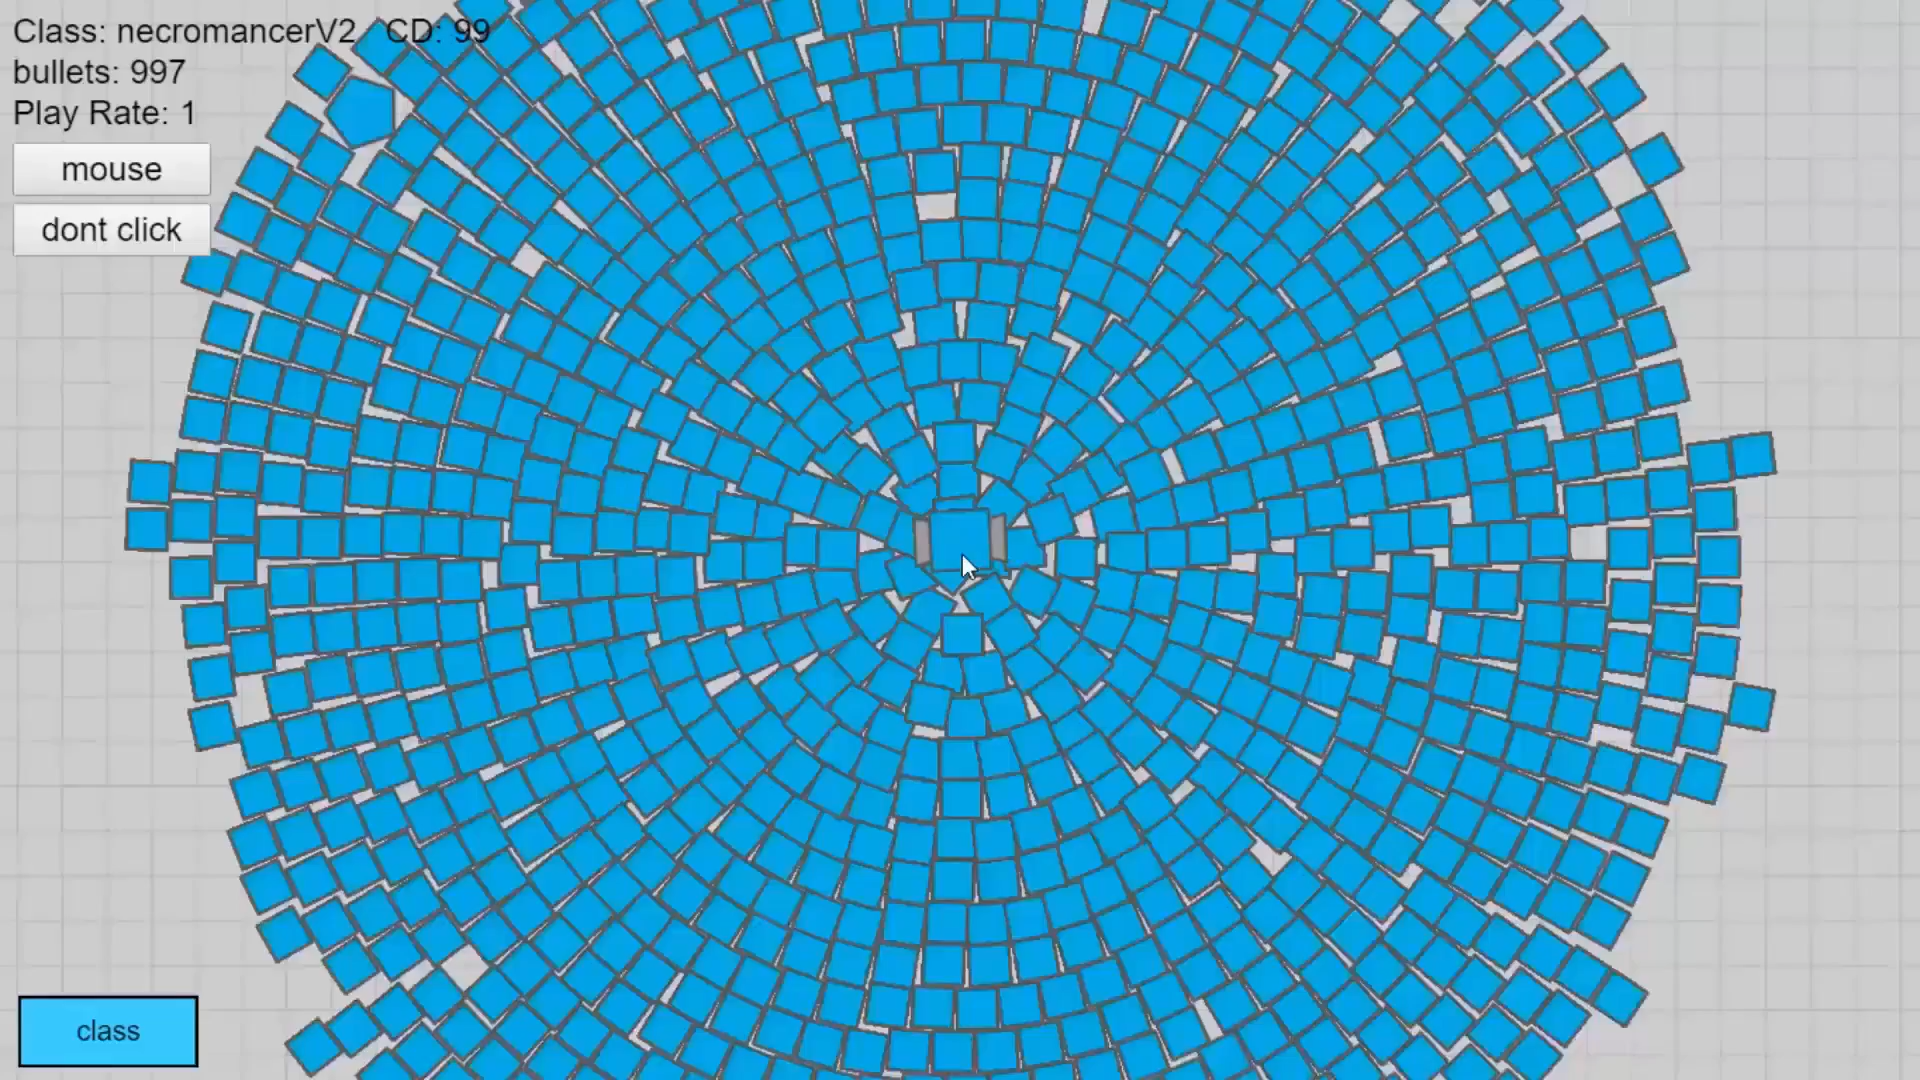 Class: necromancerV2   CD: 99
bullets: 997
Play Rate: 1
mouse
dont click
class